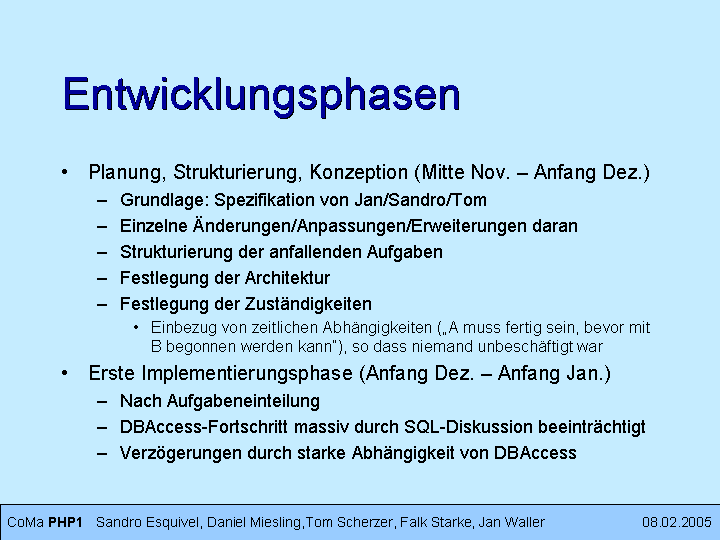 Entwicklungsphasen
• Planung, Strukturierung, Konzeption (Mitte Nov. – Anfang Dez.)
– Grundlage: Spezifikation von Jan/Sandro/Tom
– Einzelne Änderungen/Anpassungen/Erweiterungen daran
– Strukturierung der anfallenden Aufgaben
– Festlegung der Architektur
– Festlegung der Zuständigkeiten
• Einbezug von zeitlichen Abhängigkeiten („A muss fertig sein, bevor mit
B begonnen werden kann“), so dass niemand unbeschäftigt war
• Erste Implementierungsphase (Anfang Dez. – Anfang Jan.)
– Nach Aufgabeneinteilung
– DBAccess-Fortschritt massiv durch SQL-Diskussion beeinträchtigt
– Verzögerungen durch starke Abhängigkeit von DBAccess
CoMa PHP1 Sandro Esquivel, Daniel Miesling,Tom Scherzer, Falk Starke, Jan Waller 08.02.2005